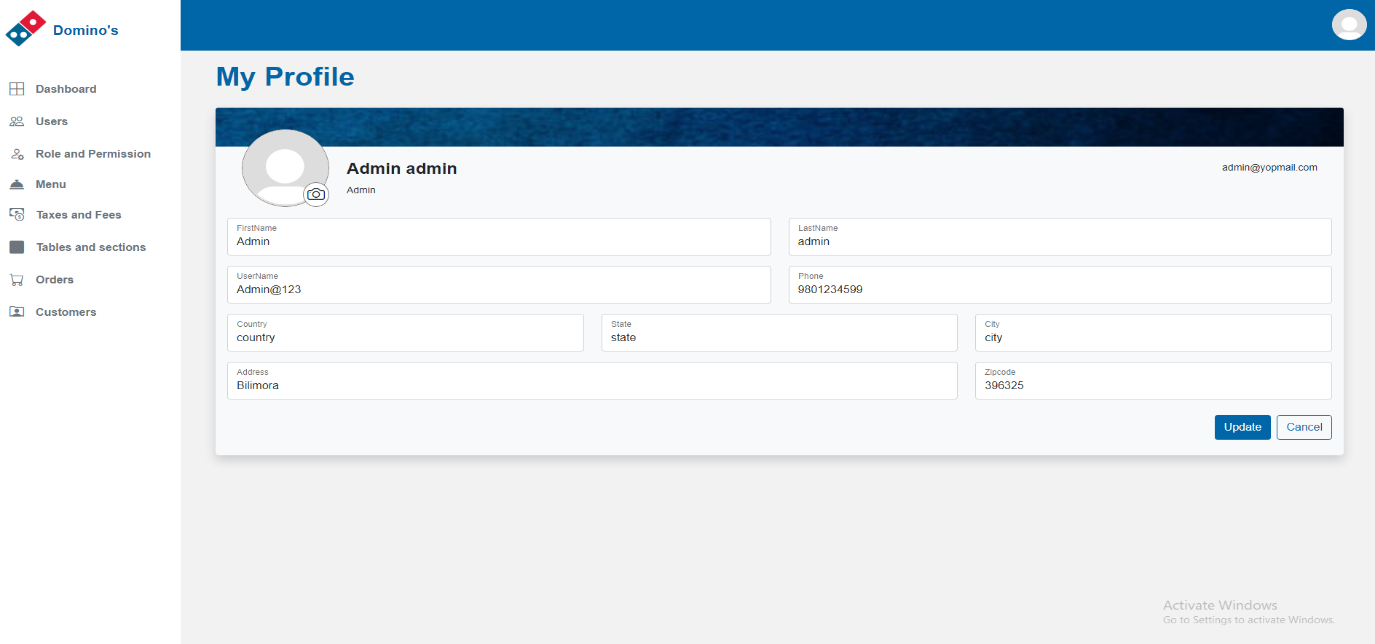 Domino's
Dashboard
Users
Role and Permission
Menu
Taxes and Fees
Tables and sections
Orders
Customers
My Profile
Admin admin
Admin
admin@yopmail.com
FirstName
Admin
LastName
admin
UserName
Admin@123
Phone
9801234599
Country
country
State
state
City
city
Address
Bilimora
Zipcode
396325
Update
Cancel
Activate Windows
Go to Settings to activate Windows.